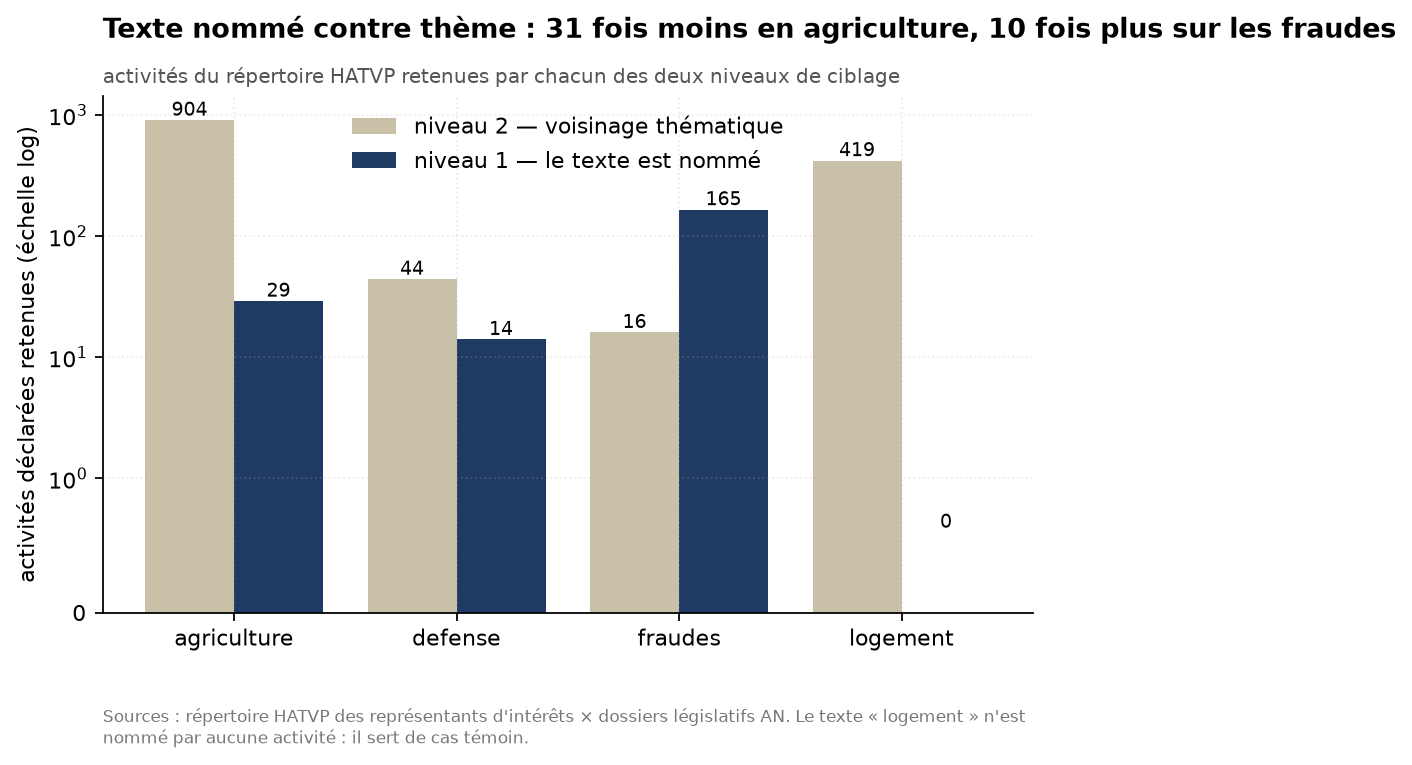 Texte nommé contre thème : 31 fois moins en agriculture, 10 fois plus sur les fraudes
activités du répertoire HATVP retenues par chacun des deux niveaux de ciblage
activités déclarées retenues (échelle log)
10³
10²
10¹
10⁰
0
niveau 2 — voisinage thématique
niveau 1 — le texte est nommé
904
29
44
14
16
165
419
0
agriculture
defense
fraudes
logement
Sources : répertoire HATVP des représentants d'intérêts × dossiers législatifs AN. Le texte « logement » n'est
nommé par aucune activité : il sert de cas témoin.